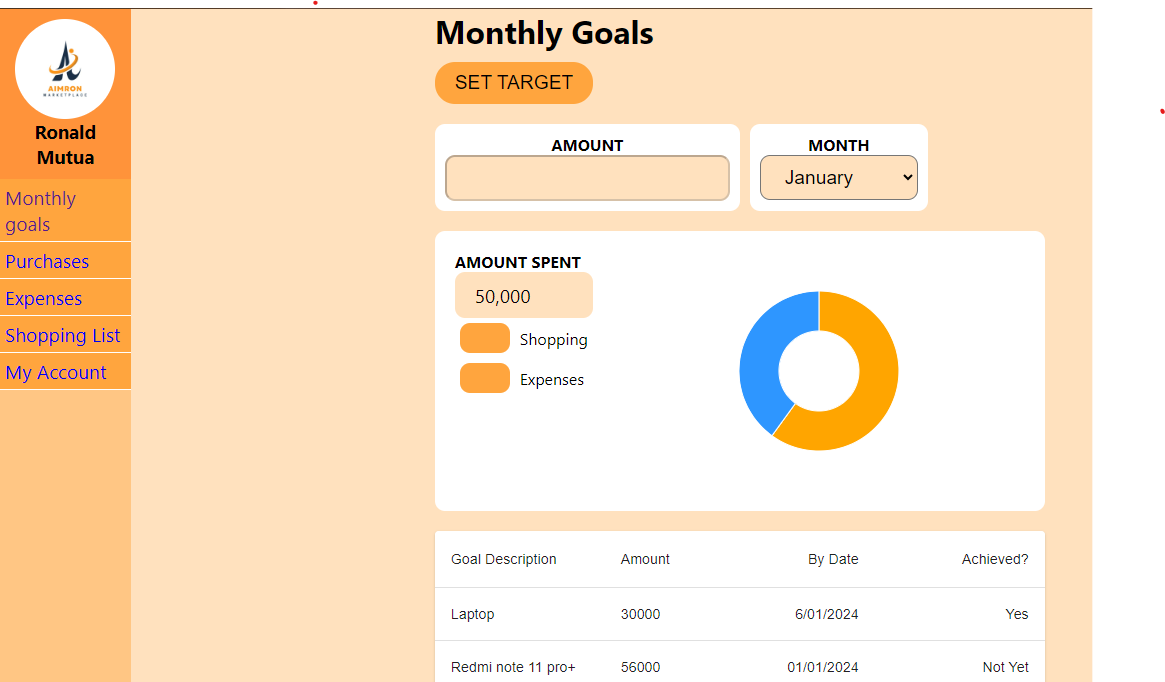 AIMRON
MARKETPLACE
Ronald
Mutua
Monthly
goals
Purchases
Expenses
Shopping List
My Account
Monthly Goals
SET TARGET
AMOUNT
MONTH
January
AMOUNT SPENT
50,000
Shopping
Expenses
Goal Description Amount By Date Achieved?
Laptop 30000 6/01/2024 Yes
Redmi note 11 pro+ 56000 01/01/2024 Not Yet